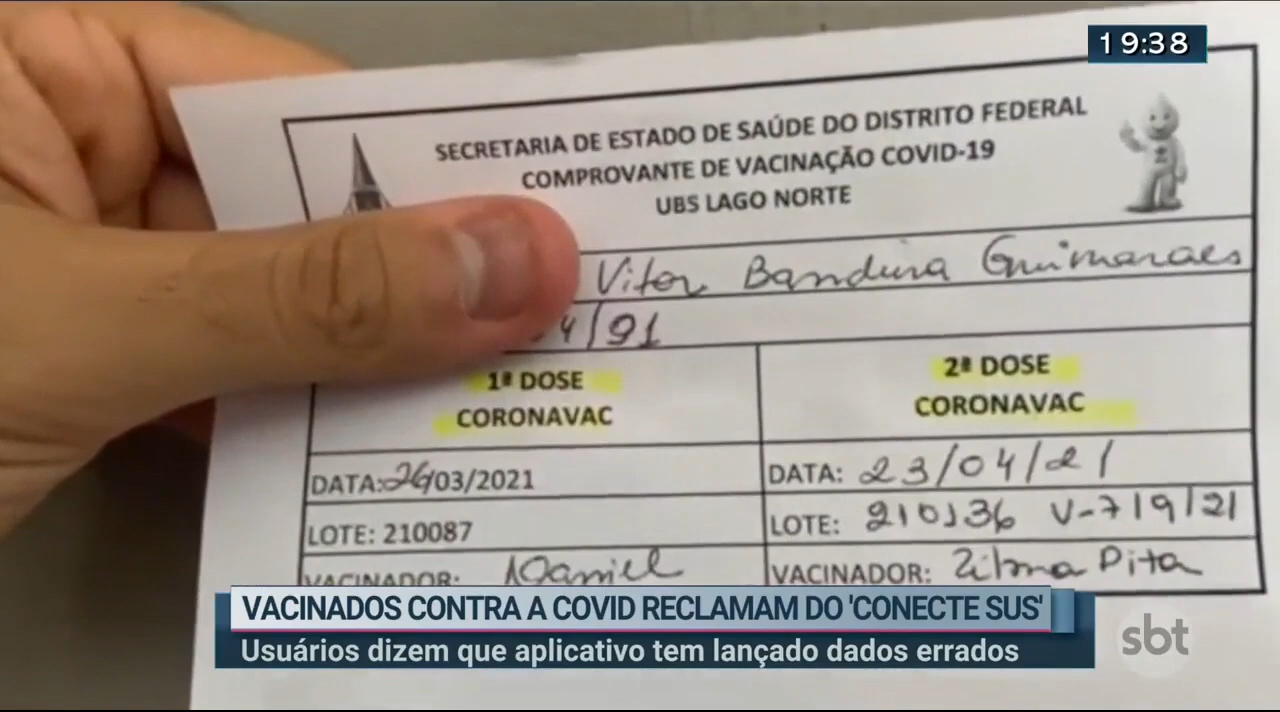 19:38
SECRETARIA DE ESTADO DE SAÚDE DO DISTRITO FEDERAL
COMPROVANTE DE VACINAÇÃO COVID-19
UBS LAGO NORTE
Vitor Bandura Guimaraes
4/91
1ª DOSE
CORONAVAC
2ª DOSE
CORONAVAC
DATA: 26/03/2021
DATA: 23/04/21
LOTE: 210087
LOTE: 210136 V-719/21
VACINADOR: Daniel
VACINADOR: Zilma Pita
VACINADOS CONTRA A COVID RECLAMAM DO 'CONECTE SUS'
Usuários dizem que aplicativo tem lançado dados errados
sbt